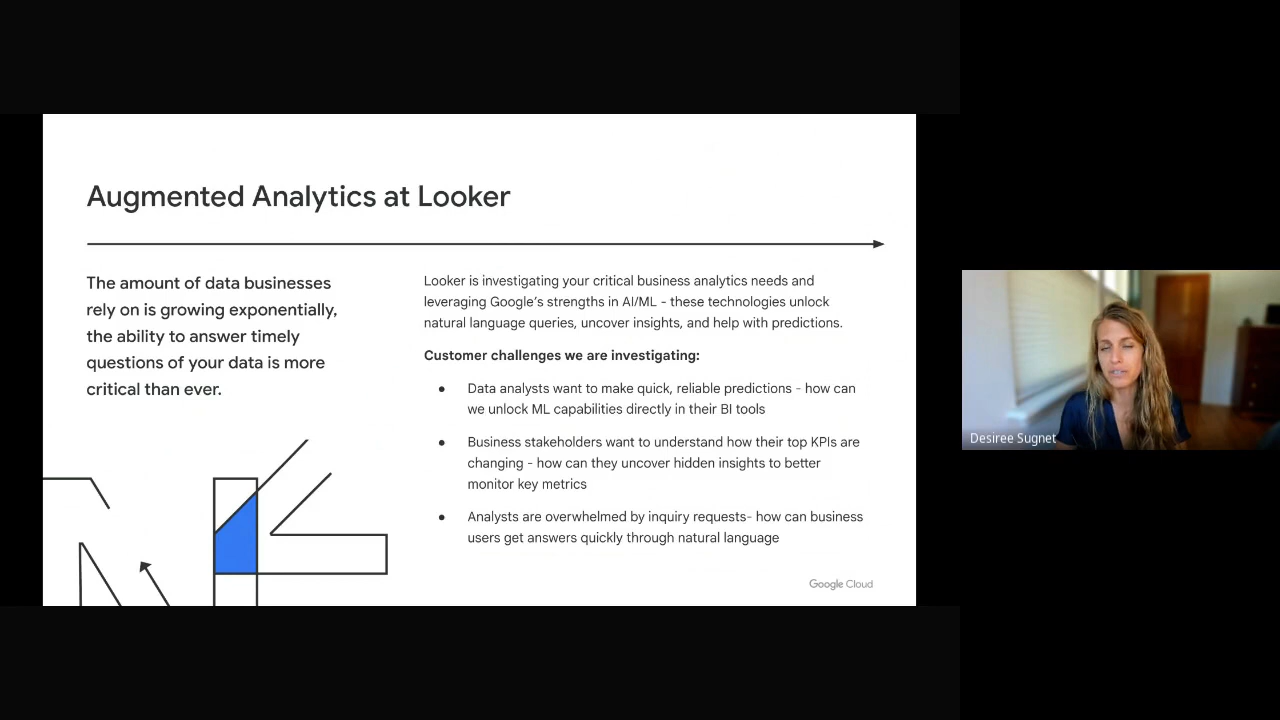 Augmented Analytics at Looker
The amount of data businesses
rely on is growing exponentially,
the ability to answer timely
questions of your data is more
critical than ever.
Looker is investigating your critical business analytics needs and
leveraging Google's strengths in AI/ML - these technologies unlock
natural language queries, uncover insights, and help with predictions.
Customer challenges we are investigating:
● Data analysts want to make quick, reliable predictions - how can
we unlock ML capabilities directly in their BI tools
● Business stakeholders want to understand how their top KPIs are
changing - how can they uncover hidden insights to better
monitor key metrics
● Analysts are overwhelmed by inquiry requests- how can business
users get answers quickly through natural language
Google Cloud
Desiree Sugnet